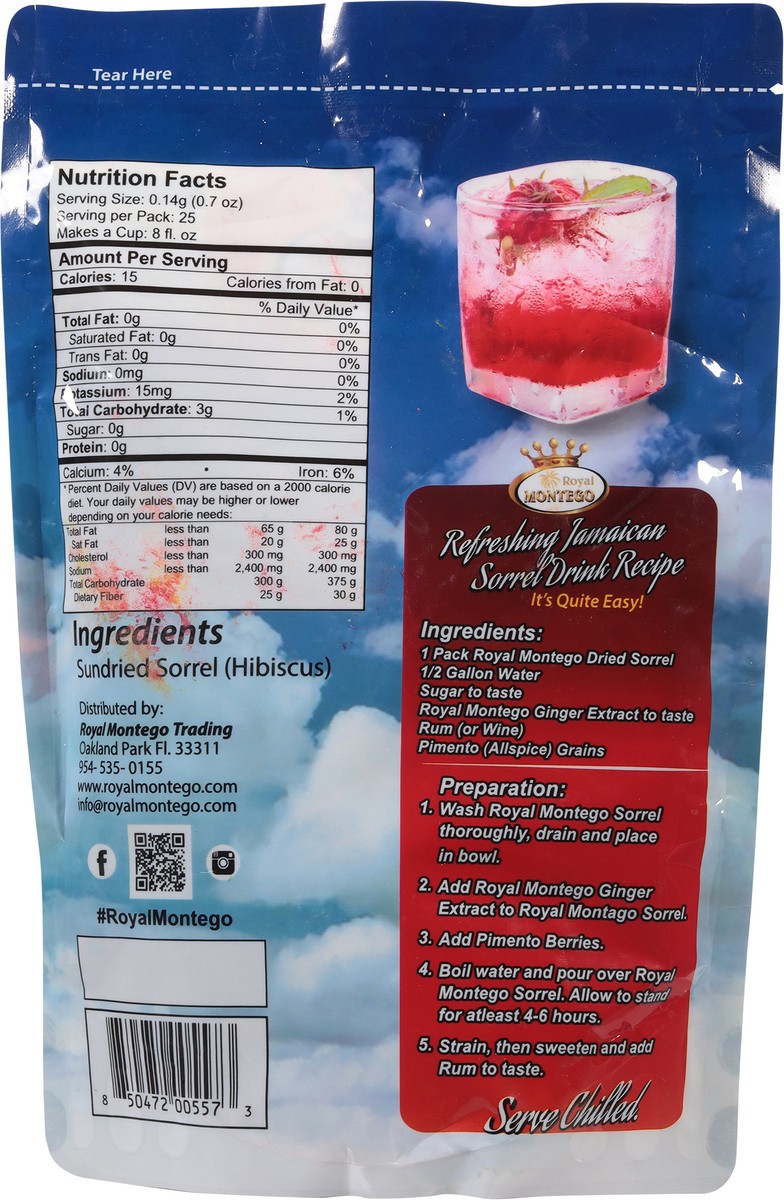 Tear Here
Nutrition Facts
Serving Size: 0.14g (0.7 oz)
Serving per Pack: 25
Makes a Cup: 8 fl. oz
Amount Per Serving
Calories: 15 Calories from Fat: 0
% Daily Value*
Total Fat: 0g 0%
Saturated Fat: 0g 0%
Trans Fat: 0g 0%
Sodium: 0mg 0%
Potassium: 15mg 2%
Total Carbohydrate: 3g 1%
Sugar: 0g
Protein: 0g
Calcium: 4% • Iron: 6%
*Percent Daily Values (DV) are based on a 2000 calorie
diet. Your daily values may be higher or lower
depending on your calorie needs:
Total Fat less than 65 g 80 g
Sat Fat less than 20 g 25 g
Cholesterol less than 300 mg 300 mg
Sodium less than 2,400 mg 2,400 mg
Total Carbohydrate 300 g 375 g
Dietary Fiber 25 g 30 g
Ingredients
Sundried Sorrel (Hibiscus)
Distributed by:
Royal Montego Trading
Oakland Park Fl. 33311
954-535-0155
www.royalmontego.com
info@royalmontego.com
f
#RoyalMontego
8 50472 00557 3
Royal
MONTEGO
Refreshing Jamaican
Sorrel Drink Recipe
It's Quite Easy!
Ingredients:
1 Pack Royal Montego Dried Sorrel
1/2 Gallon Water
Sugar to taste
Royal Montego Ginger Extract to taste
Rum (or Wine)
Pimento (Allspice) Grains
Preparation:
1. Wash Royal Montego Sorrel
thoroughly, drain and place
in bowl.
2. Add Royal Montego Ginger
Extract to Royal Montago Sorrel.
3. Add Pimento Berries.
4. Boil water and pour over Royal
Montego Sorrel. Allow to stand
for atleast 4-6 hours.
5. Strain, then sweeten and add
Rum to taste.
Serve Chilled.